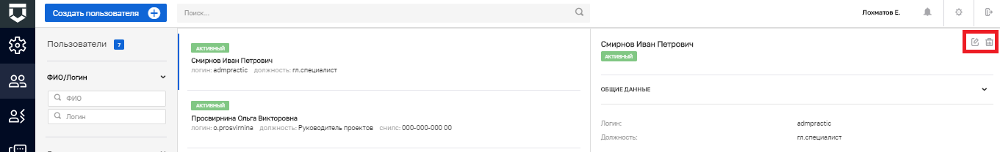 Создать пользователя
Поиск...
Лохматов Е.
Пользователи 7
ФИО/Логин
ФИО
Логин
АКТИВНЫЙ
Смирнов Иван Петрович
логин: admpractic должность: гл.специалист
АКТИВНЫЙ
Просвирнина Ольга Викторовна
логин: o.prosvirnina должность: Руководитель проектов снилс: 000-000-000 00
Смирнов Иван Петрович
АКТИВНЫЙ
ОБЩИЕ ДАННЫЕ
Логин: admpractic
Должность: гл.специалист